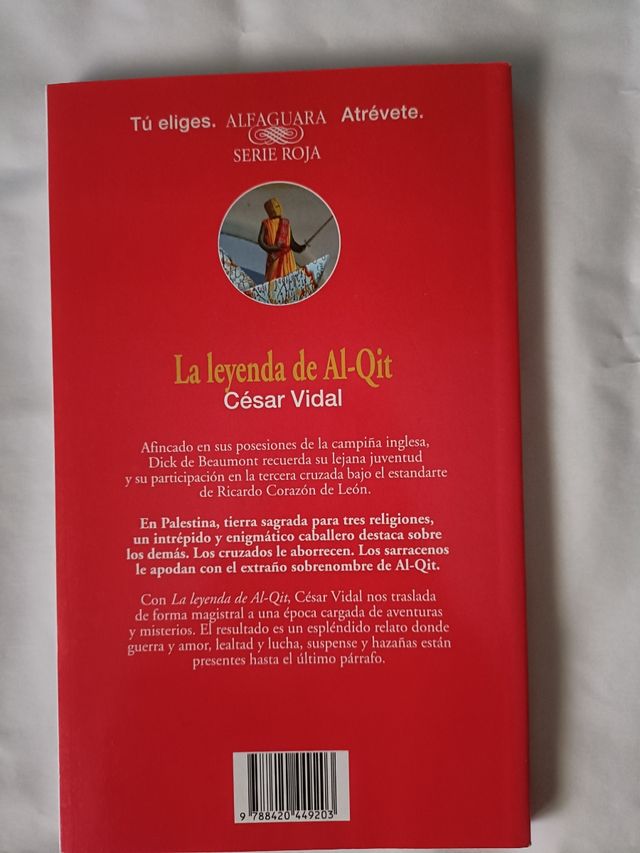 Tú eliges. ALFAGUARA Atrévete.
SERIE ROJA
La leyenda de Al-Qit
César Vidal
Afincado en sus posesiones de la campiña inglesa,
Dick de Beaumont recuerda su lejana juventud
y su participación en la tercera cruzada bajo el estandarte
de Ricardo Corazón de León.
En Palestina, tierra sagrada para tres religiones,
un intrépido y enigmático caballero destaca sobre
los demás. Los cruzados le aborrecen. Los sarracenos
le apodan con el extraño sobrenombre de Al-Qit.
Con La leyenda de Al-Qit, César Vidal nos traslada
de forma magistral a una época cargada de aventuras
y misterios. El resultado es un espléndido relato donde
guerra y amor, lealtad y lucha, suspense y hazañas están
presentes hasta el último párrafo.
9 788420 449203